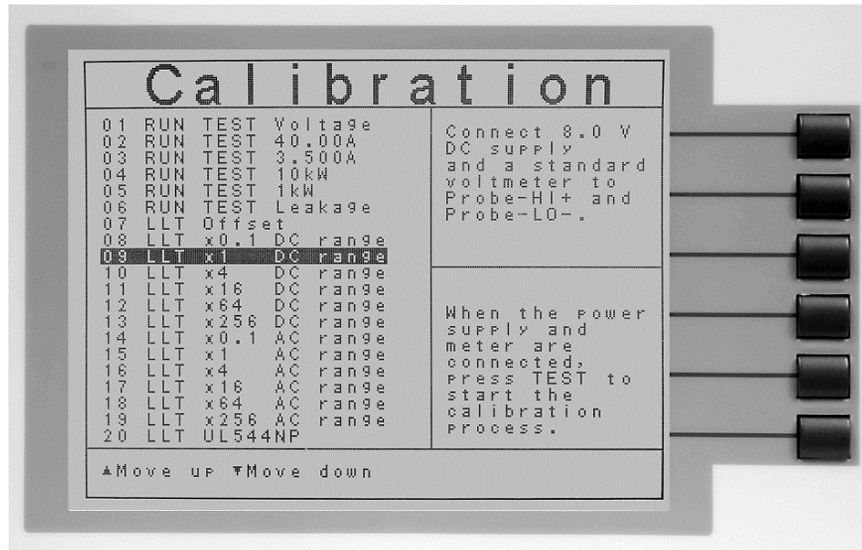 Calibration
01 RUN TEST Voltage
02 RUN TEST 40.00A
03 RUN TEST 3.500A
04 RUN TEST 10kW
05 RUN TEST 1kW
06 RUN TEST Leakage
07 LLT Offset
08 LLT x0.1 DC range
09 LLT x1 DC range
10 LLT x4 DC range
11 LLT x16 DC range
12 LLT x64 DC range
13 LLT x256 DC range
14 LLT x0.1 AC range
15 LLT x1 AC range
16 LLT x4 AC range
17 LLT x16 AC range
18 LLT x64 AC range
19 LLT x256 AC range
20 LLT UL544NP
Connect 8.0 V
DC supply
and a standard
voltmeter to
Probe-HI+ and
Probe-LO-.
When the power
supply and
meter are
connected,
press TEST to
start the
calibration
process.
▲Move up ▼Move down